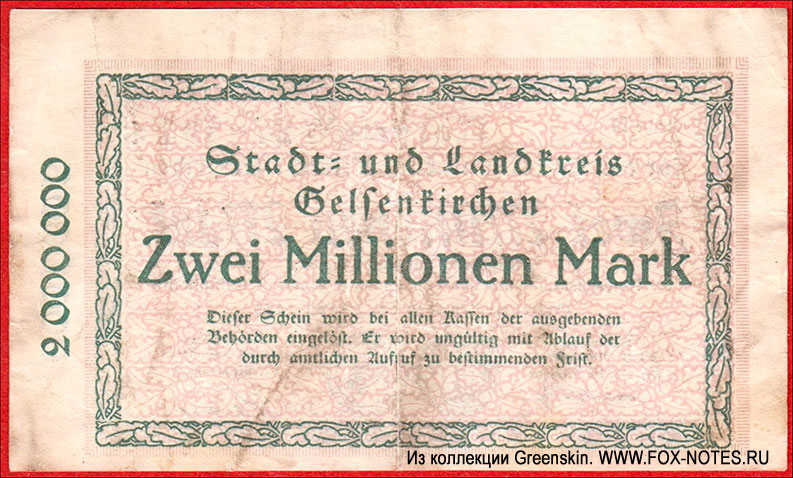 2 000 000
Stadt- und Landkreis
Gelsenkirchen
Zwei Millionen Mark
Dieser Schein wird bei allen Kassen der ausgebenden
Behörden eingelöst. Er wird ungültig mit Ablauf der
durch amtlichen Aufruf zu bestimmenden Frist.
Из коллекции Greenskin. WWW.FOX-NOTES.RU